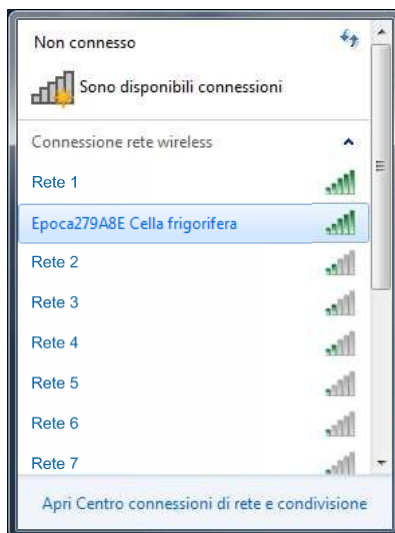 Non connesso
Sono disponibili connessioni
Connessione rete wireless
Rete 1
Epoca279A8E Cella frigorifera
Rete 2
Rete 3
Rete 4
Rete 5
Rete 6
Rete 7
Apri Centro connessioni di rete e condivisione